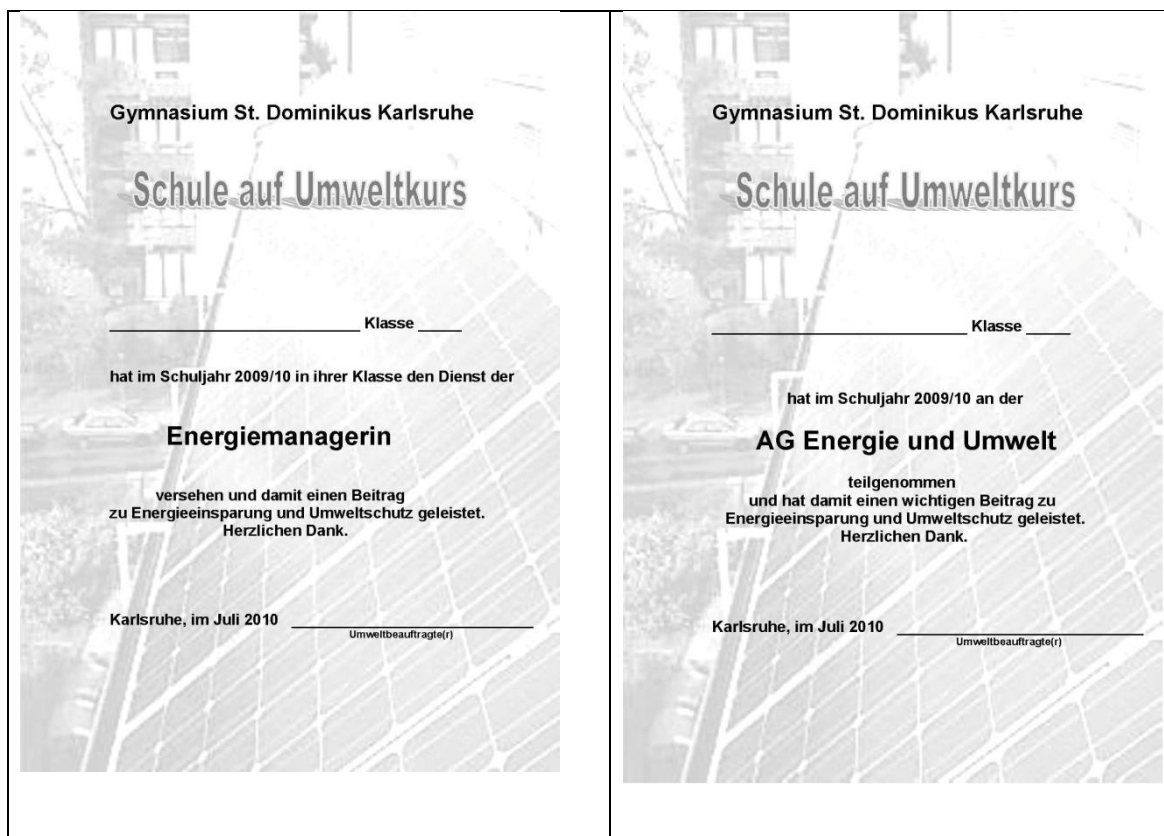 Gymnasium St. Dominikus Karlsruhe
Schule auf Umweltkurs
Klasse
hat im Schuljahr 2009/10 in ihrer Klasse den Dienst der
Energiemanagerin
versehen und damit einen Beitrag
zu Energieeinsparung und Umweltschutz geleistet.
Herzlichen Dank.
Karlsruhe, im Juli 2010
Umweltbeauftragte(r)
Gymnasium St. Dominikus Karlsruhe
Schule auf Umweltkurs
Klasse
hat im Schuljahr 2009/10 an der
AG Energie und Umwelt
teilgenommen
und hat damit einen wichtigen Beitrag zu
Energieeinsparung und Umweltschutz geleistet.
Herzlichen Dank.
Karlsruhe, im Juli 2010
Umweltbeauftragte(r)